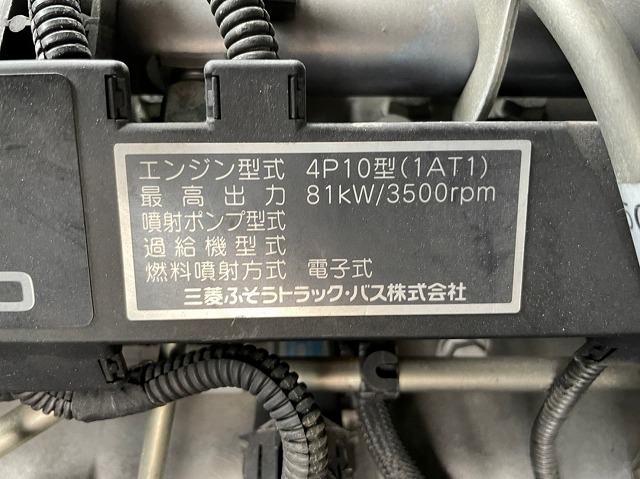 エンジン型式 4P10型(1AT1)
最高出力 81kW/3500rpm
噴射ポンプ型式
過給機型式
燃料噴射方式 電子式
三菱ふそうトラック・バス株式会社